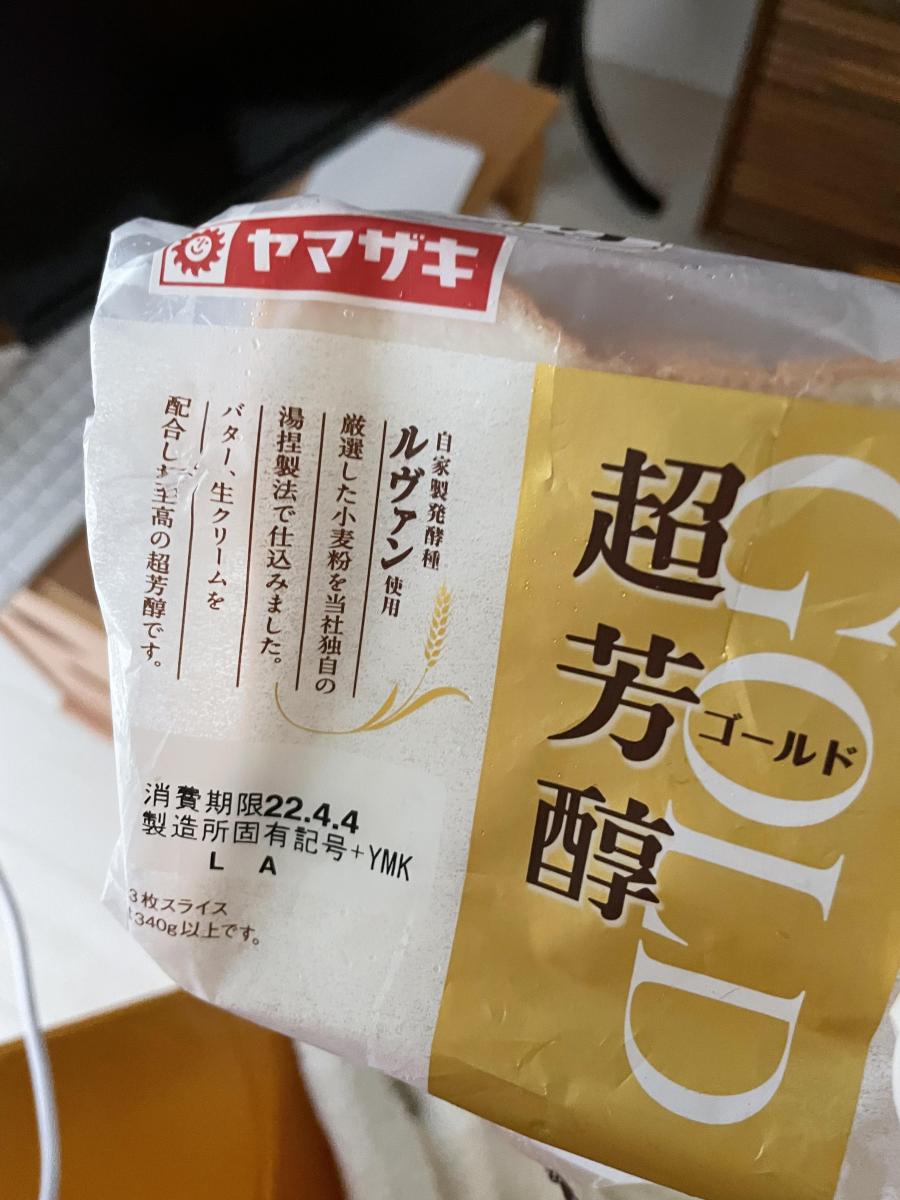 ヤマザキ
超芳醇
ゴールド
GOLD
自家製発酵種
ルヴァン使用
厳選した小麦粉を当社独自の
湯捏製法で仕込みました。
バター、生クリームを
配合した至高の超芳醇です。
消費期限22.4.4
製造所固有記号+YMK
L A
3枚スライス
340g以上です。